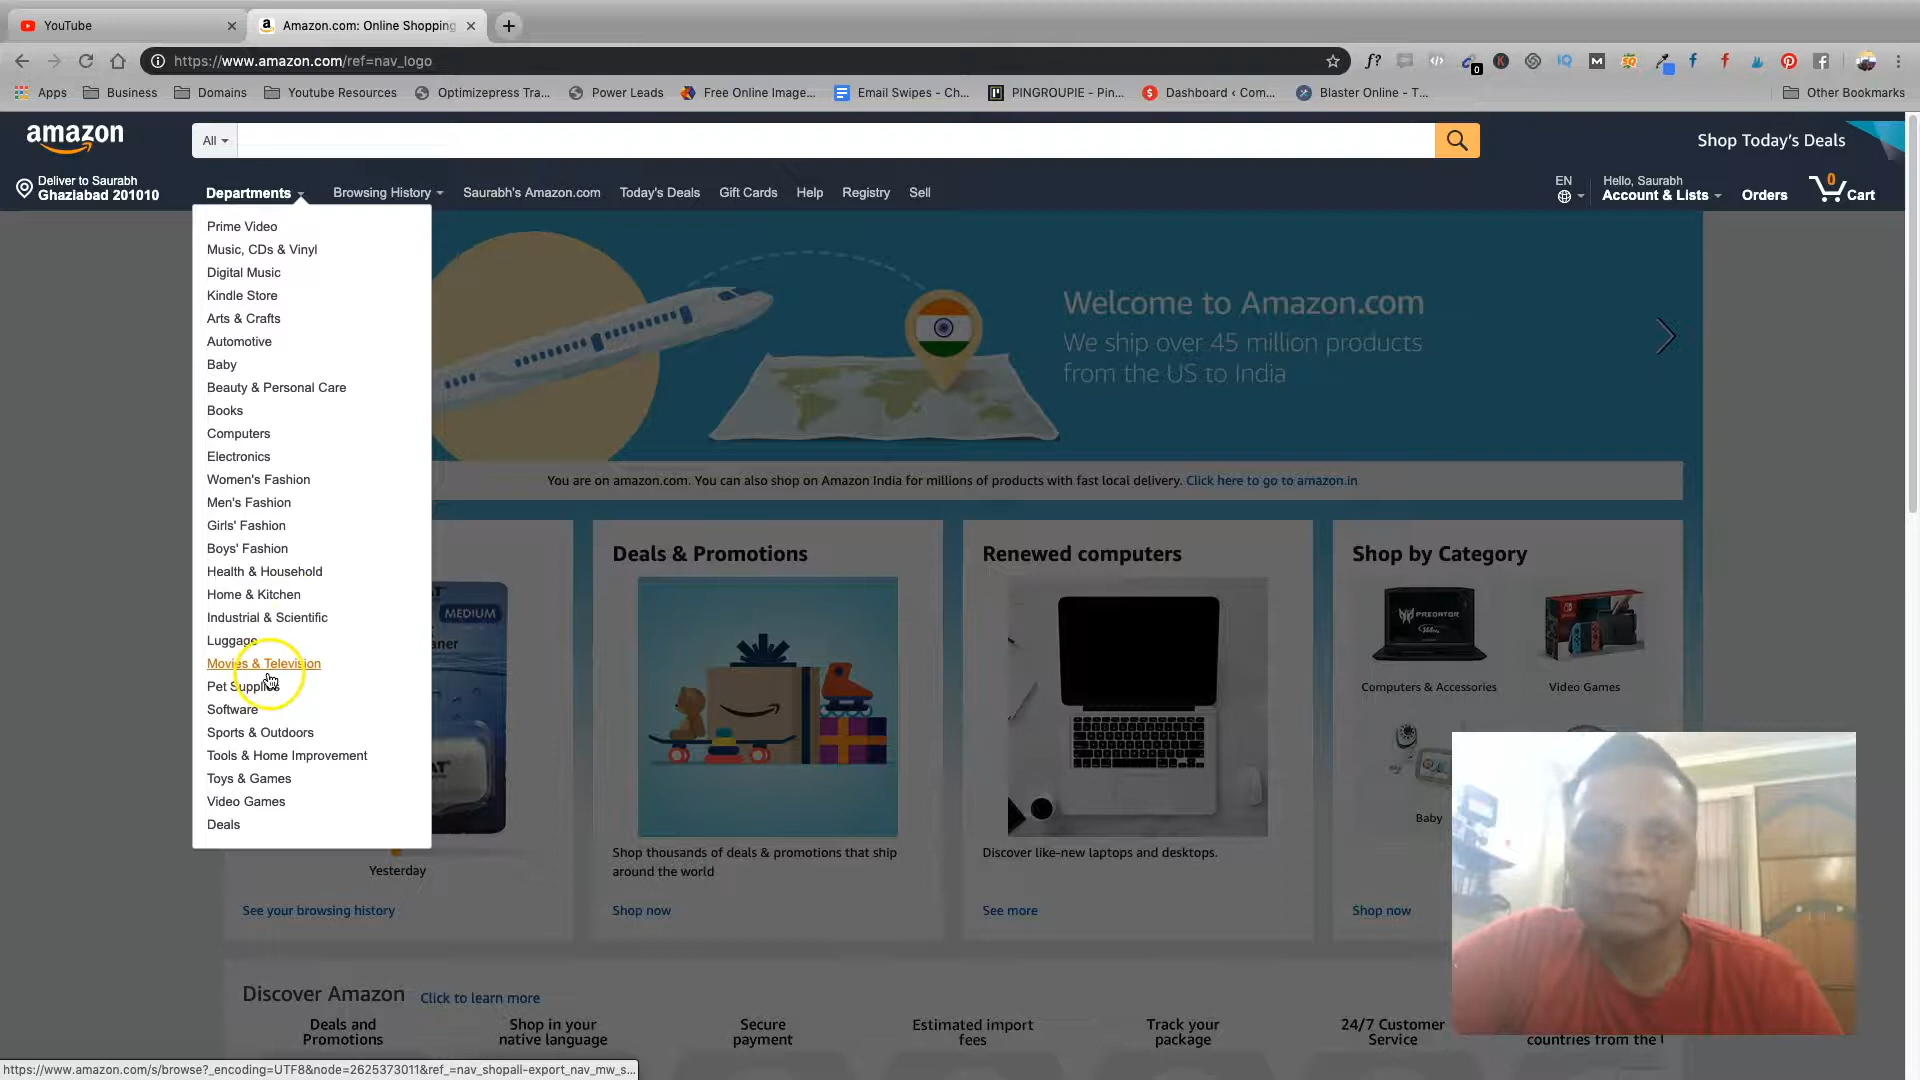 YouTube
Amazon.com: Online Shopping
https://www.amazon.com/ref=nav_logo
f?
0
Apps
Business
Domains
Youtube Resources
Optimizepress Tra...
Power Leads
Free Online Image...
Email Swipes - Ch...
PINGROUPIE - Pin...
Dashboard ‹ Com...
Blaster Online - T...
Other Bookmarks
amazon
All
Shop Today's Deals
Deliver to Saurabh
Ghaziabad 201010
Departments
Browsing History
Saurabh's Amazon.com
Today's Deals
Gift Cards
Help
Registry
Sell
EN
Hello, Saurabh
Account & Lists
Orders
0
Cart
Prime Video
Music, CDs & Vinyl
Digital Music
Kindle Store
Arts & Crafts
Automotive
Baby
Beauty & Personal Care
Books
Computers
Electronics
Women's Fashion
Men's Fashion
Girls' Fashion
Boys' Fashion
Health & Household
Home & Kitchen
Industrial & Scientific
Luggage
Movies & Television
Pet Supplies
Software
Sports & Outdoors
Tools & Home Improvement
Toys & Games
Video Games
Deals
Welcome to Amazon.com
We ship over 45 million products
from the US to India
You are on amazon.com. You can also shop on Amazon India for millions of products with fast local delivery. Click here to go to amazon.in
MEDIUM
Yesterday
See your browsing history
Deals & Promotions
Shop thousands of deals & promotions that ship
around the world
Shop now
Renewed computers
Discover like-new laptops and desktops.
See more
Shop by Category
PREDATOR
Computers & Accessories
Video Games
Baby
Shop now
Discover Amazon
Click to learn more
Deals and
Promotions
Shop in your
native language
Secure
payment
Estimated import
fees
Track your
package
24/7 Customer
Service
countries from the
https://www.amazon.com/s/browse?_encoding=UTF8&node=2625373011&ref_=nav_shopall-export_nav_mw_s...